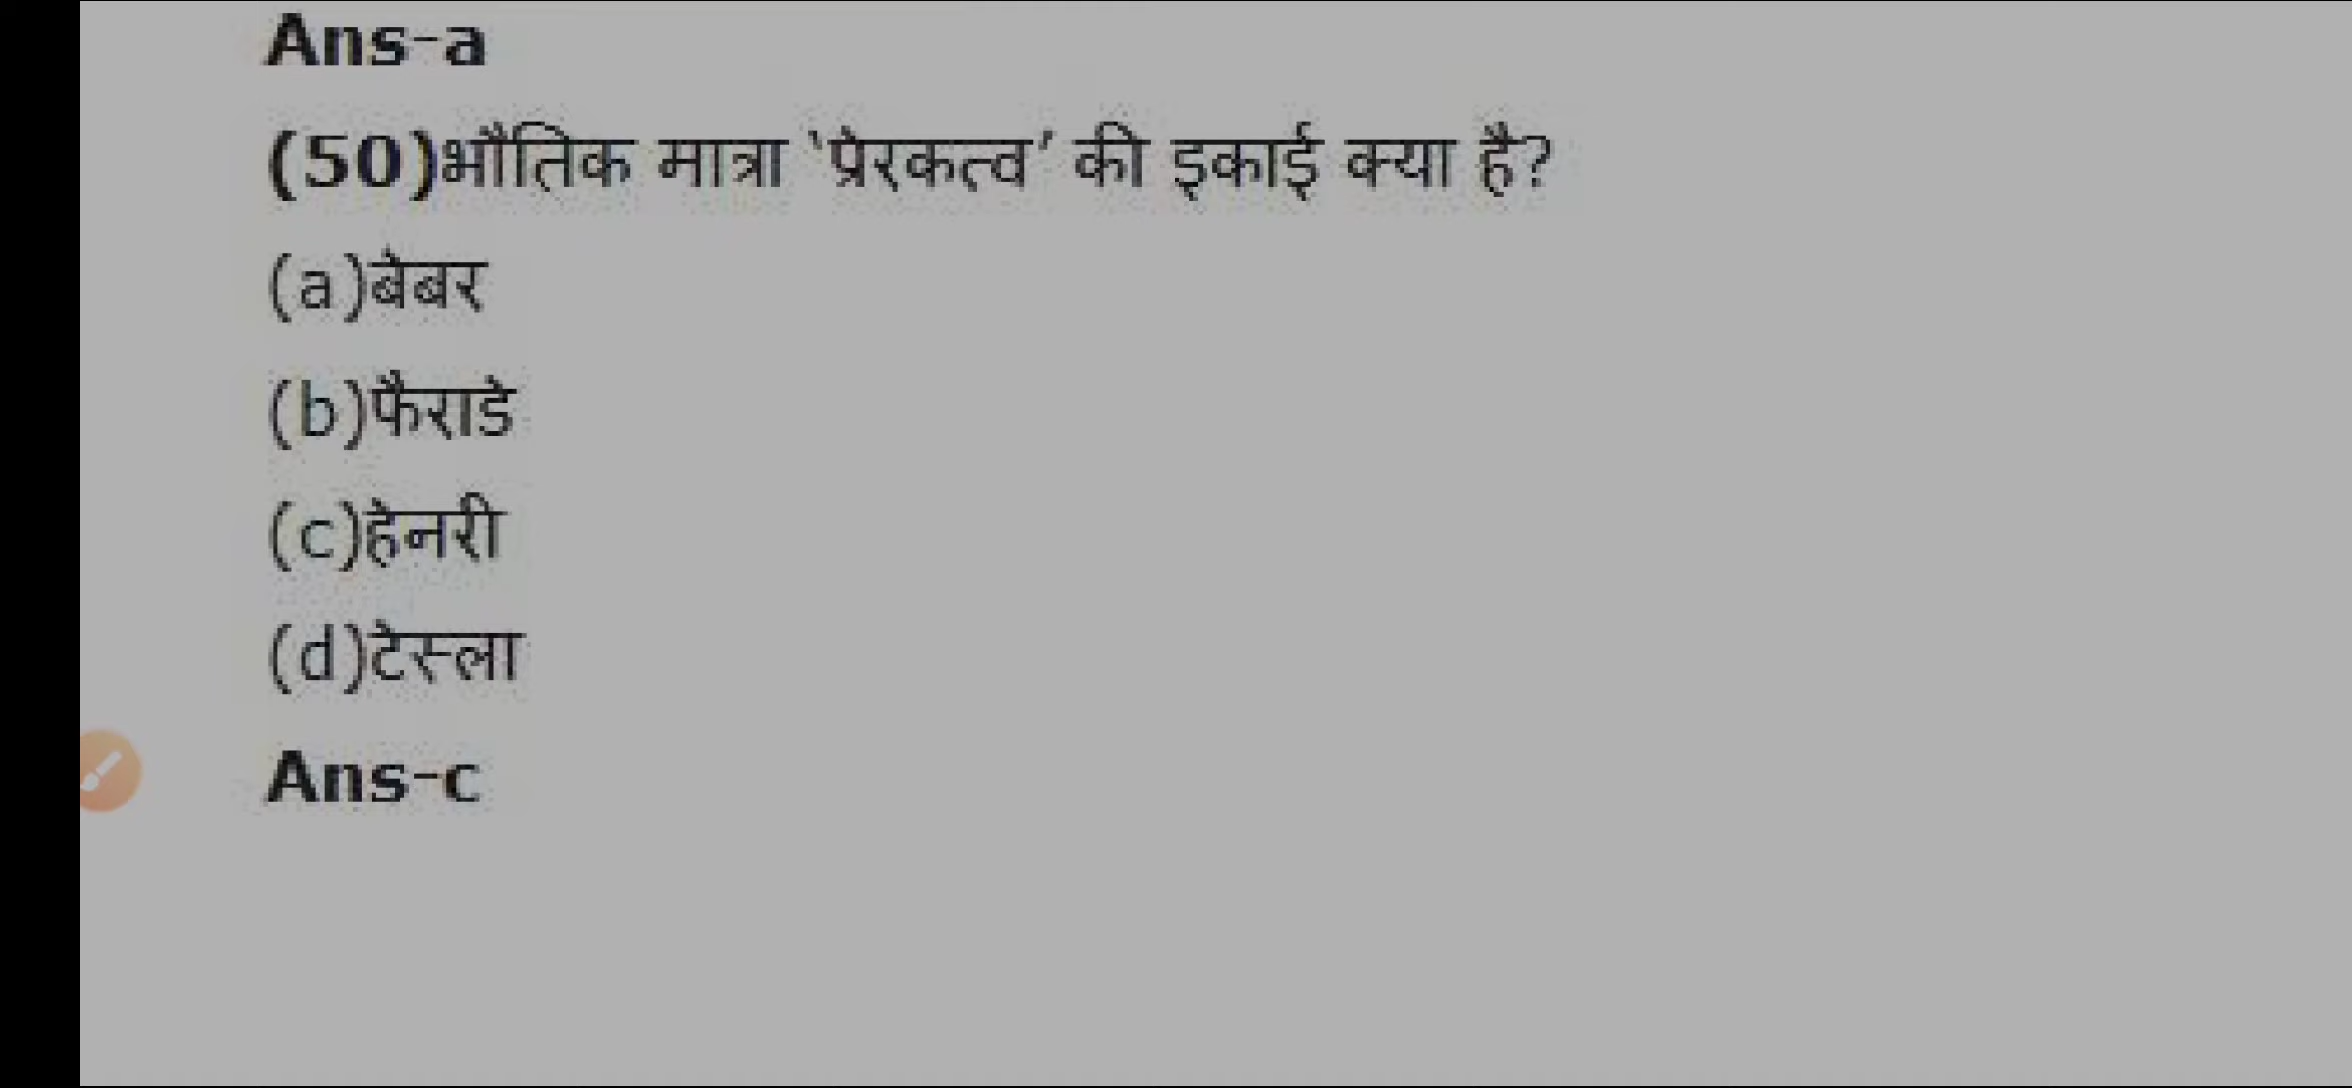 Ans-a
(50)भौतिक मात्रा ‘प्रेरकत्व’ की इकाई क्या है?
(a)बेबर
(b)फैराडे
(c)हेनरी
(d)टेस्ला
Ans-c